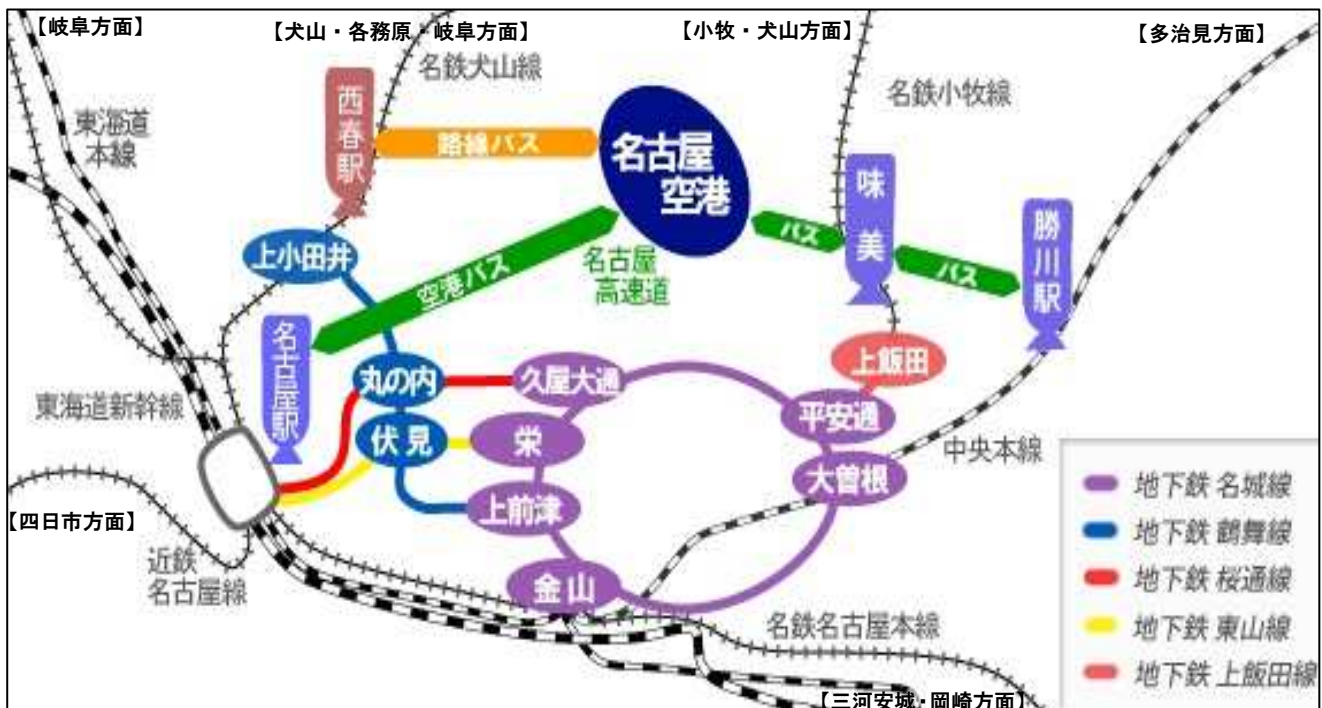 【岐阜方面】
【犬山・各務原・岐阜方面】
【小牧・犬山方面】
【多治見方面】
名鉄犬山線
名鉄小牧線
東海道
本線
西春駅
路線バス
名古屋
空港
味美
勝川駅
バス
バス
上小田井
空港バス
名古屋
高速道
名古屋駅
上飯田
丸の内
久屋大通
平安通
東海道新幹線
伏見
栄
大曽根
中央本線
上前津
【四日市方面】
近鉄
名古屋線
金山
名鉄名古屋本線
【三河安城・岡崎方面】
地下鉄 名城線
地下鉄 鶴舞線
地下鉄 桜通線
地下鉄 東山線
地下鉄 上飯田線